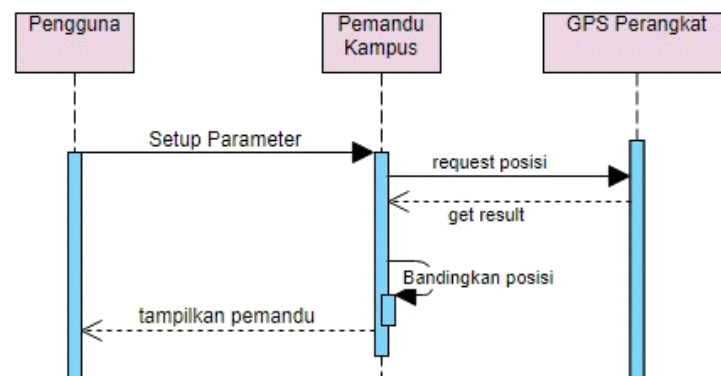 Pengguna
Pemandu
Kampus
GPS Perangkat
Setup Parameter
request posisi
get result
Bandingkan posisi
tampilkan pemandu